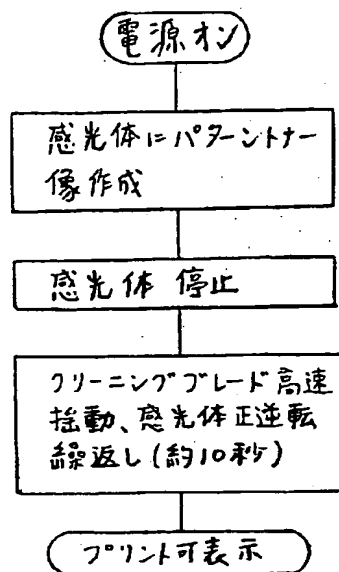 電源オン
感光体にパターントナー
像作成
感光体 停止
クリーニングブレード高速
揺動、感光体正逆転
繰返し(約10秒)
プリント可表示